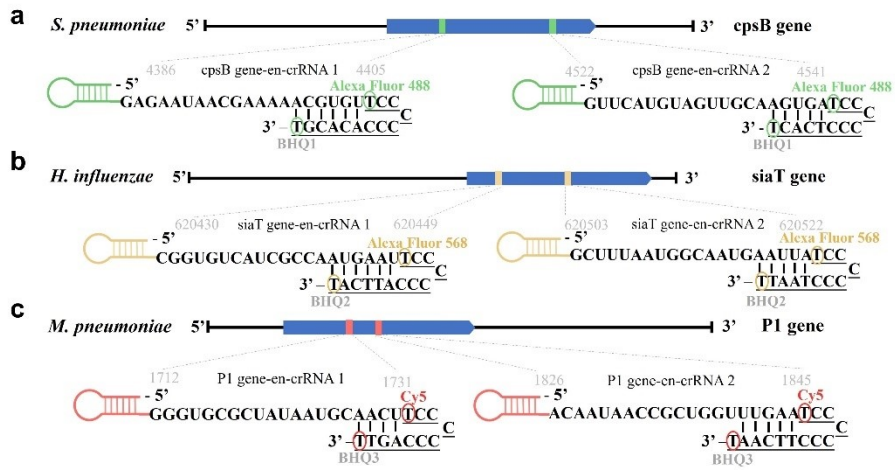 a
S. pneumoniae 5’ 3’ cpsB gene
4386 cpsB gene-en-crRNA 1 4405
- 5’ Alexa Fluor 488
GAGAAUAACGAAAAACGUGUTCC
C
3’ – TGCACACCC
BHQ1
4522 cpsB gene-en-crRNA 2 4541
- 5’ Alexa Fluor 488
GUUCAUGUAGUUGCAAGUGATCC
C
3’ – TCACTCCC
BHQ1
b
H. influenzae 5’ 3’ siaT gene
620430 siaT gene-en-crRNA 1 620449
- 5’ Alexa Fluor 568
CGGUGUCAUCGCCAAUGAAUTCC
C
3’ – TACTTACCC
BHQ2
620503 siaT gene-en-crRNA 2 620522
- 5’ Alexa Fluor 568
GCUUUAAUGGCAAUGAAUUATCC
C
3’ – TTAATCCC
BHQ2
c
M. pneumoniae 5’ 3’ P1 gene
1712 P1 gene-en-crRNA 1 1731
- 5’ Cy5
GGGUGCGCUAUAAUGCAACUTCC
C
3’ – TTGACCC
BHQ3
1826 P1 gene-en-crRNA 2 1845
- 5’ Cy5
ACAAUAACCGCUGGUUUGAATCC
C
3’ – TAACTTCCC
BHQ3